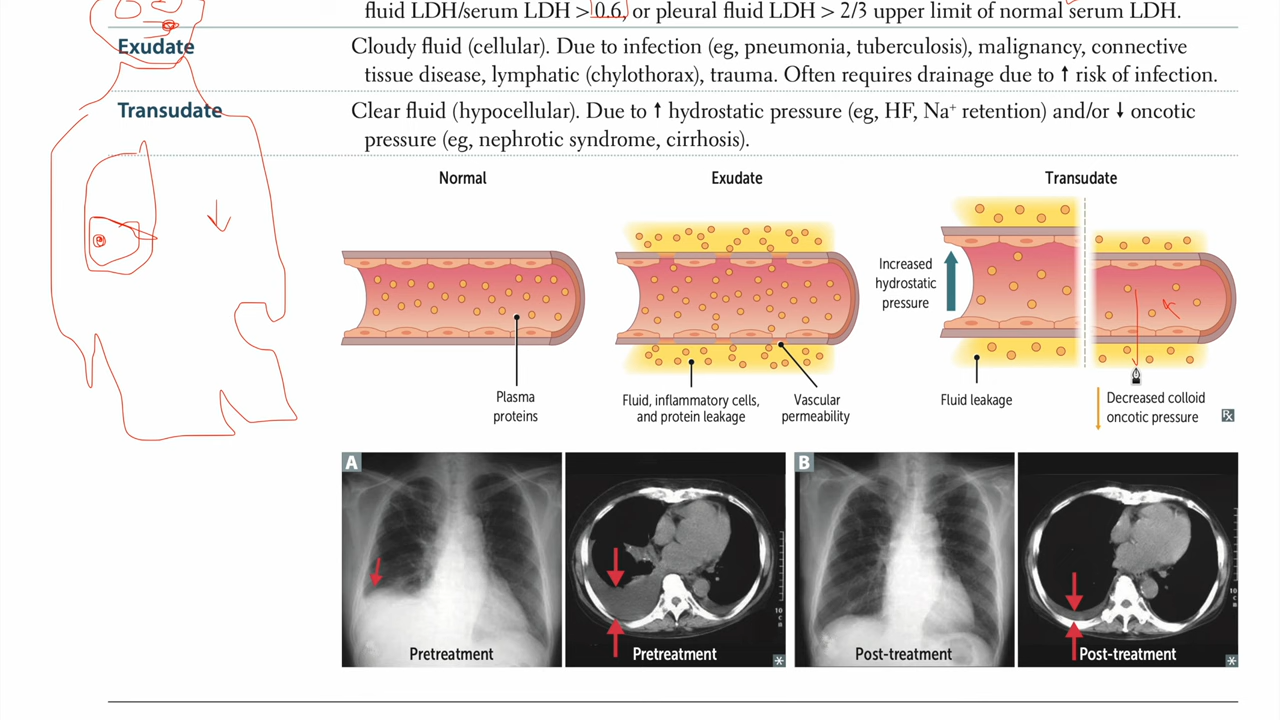 fluid LDH/serum LDH > 0.6, or pleural fluid LDH > 2/3 upper limit of normal serum LDH.
Exudate
Cloudy fluid (cellular). Due to infection (eg, pneumonia, tuberculosis), malignancy, connective
tissue disease, lymphatic (chylothorax), trauma. Often requires drainage due to ↑ risk of infection.
Transudate
Clear fluid (hypocellular). Due to ↑ hydrostatic pressure (eg, HF, Na⁺ retention) and/or ↓ oncotic
pressure (eg, nephrotic syndrome, cirrhosis).
Normal
Exudate
Transudate
Increased
hydrostatic
pressure
Plasma
proteins
Fluid, inflammatory cells,
and protein leakage
Vascular
permeability
Fluid leakage
Decreased colloid
oncotic pressure
Rx
A
Pretreatment
Pretreatment
10
c
B
Post-treatment
Post-treatment
10
c